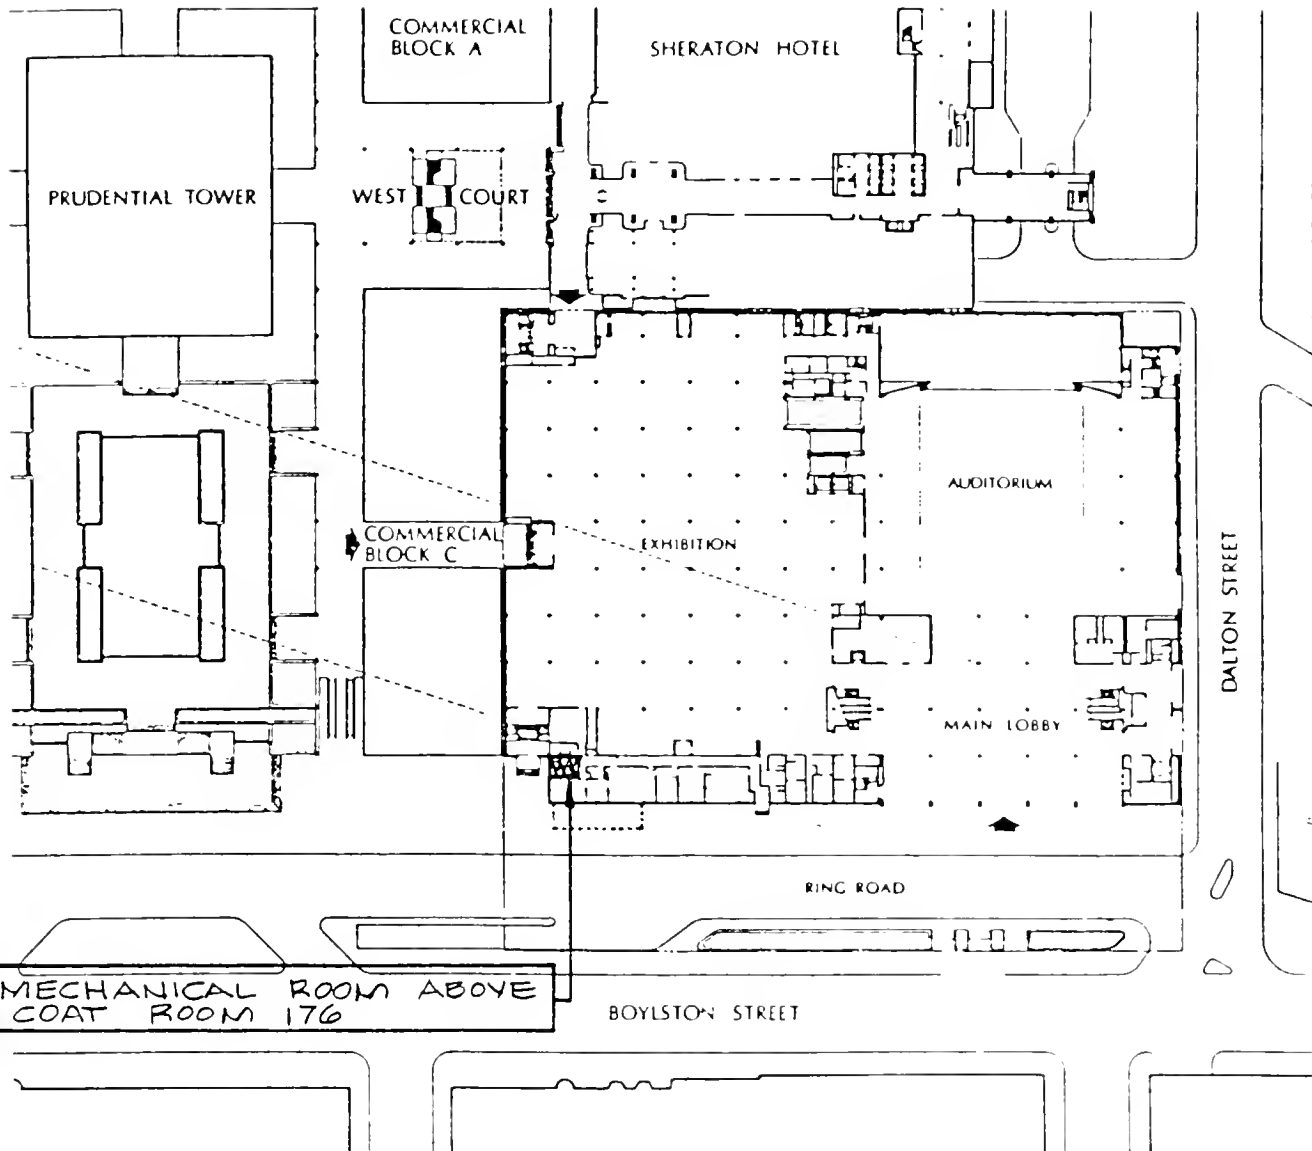 COMMERCIAL
BLOCK A
SHERATON HOTEL
PRUDENTIAL TOWER
WEST COURT
AUDITORIUM
COMMERCIAL
BLOCK C
EXHIBITION
DALTON STREET
MAIN LOBBY
RING ROAD
MECHANICAL ROOM ABOVE
COAT ROOM 176
BOYLSTON STREET